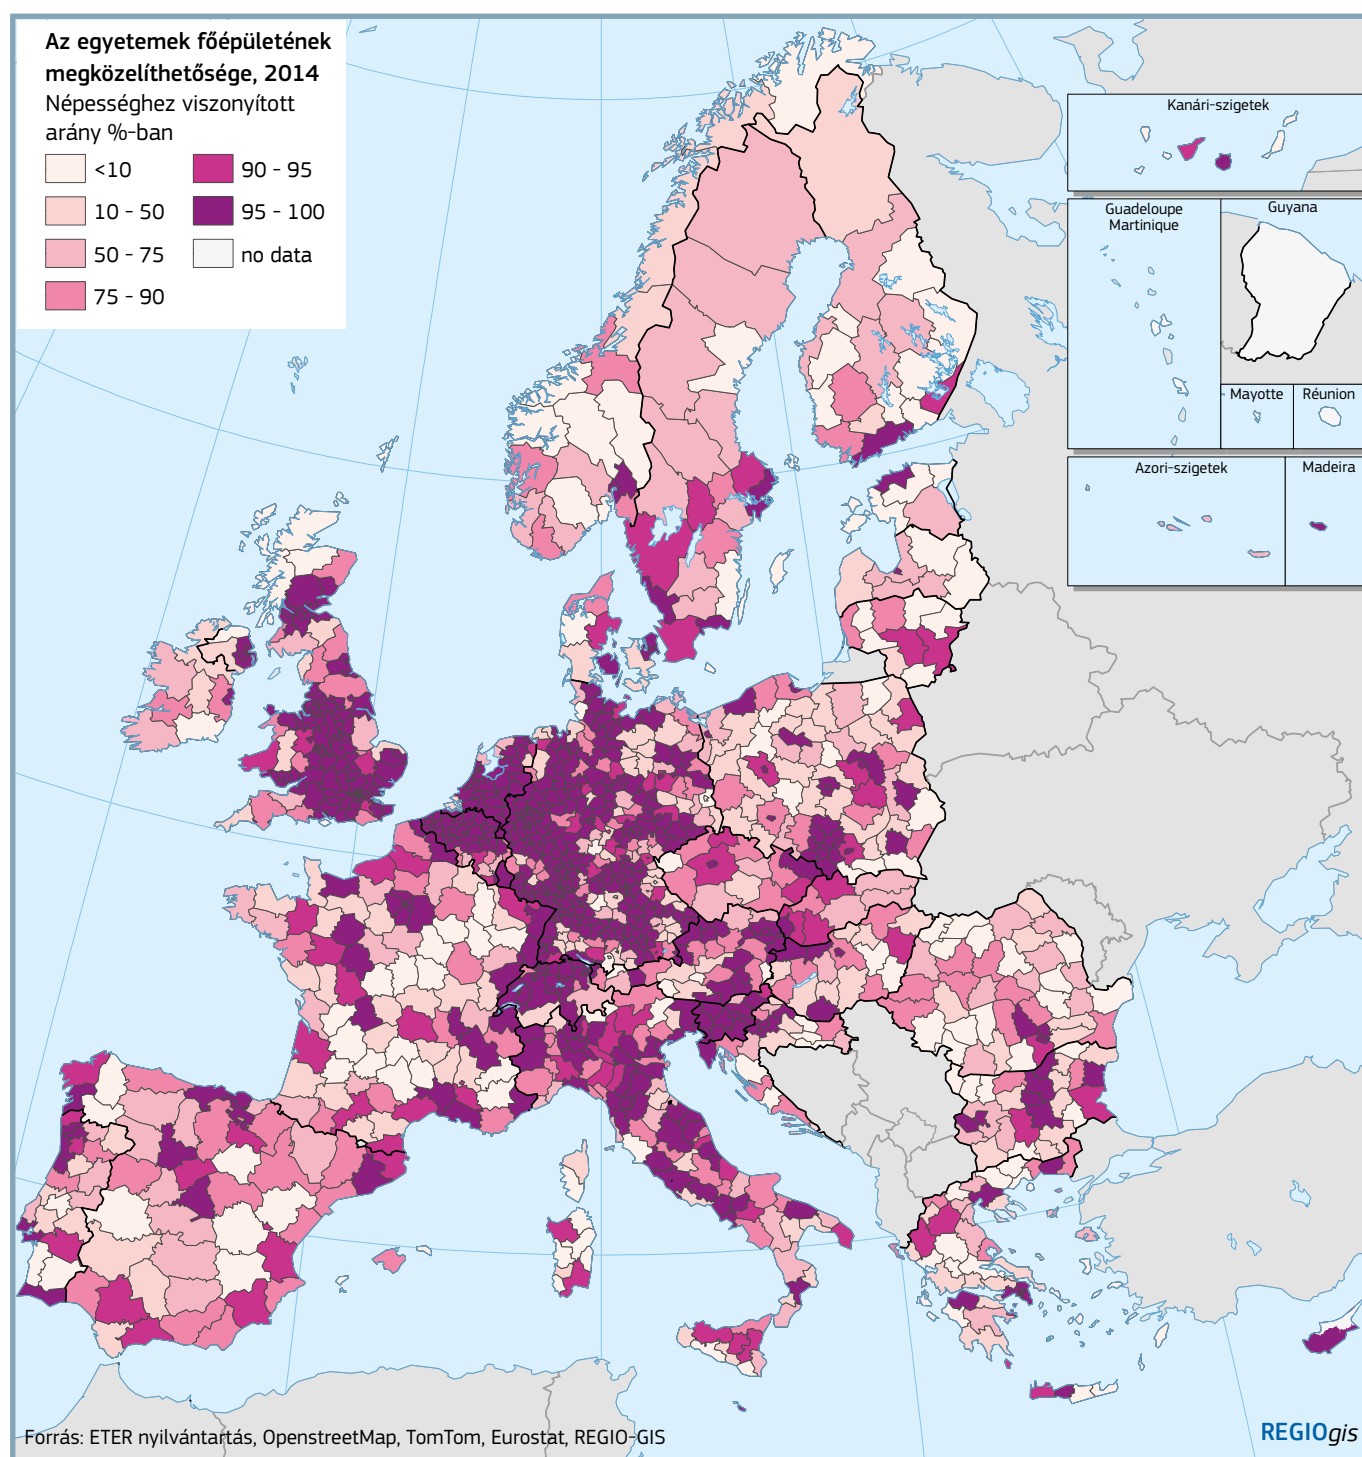 Az egyetemek főépületének
megközelíthetősége, 2014
Népességhez viszonyított
arány %-ban
<10
10 - 50
50 - 75
75 - 90
90 - 95
95 - 100
no data
Kanári-szigetek
Guadeloupe
Martinique
Guyana
Mayotte
Réunion
Azori-szigetek
Madeira
Forrás: ETER nyilvántartás, OpenstreetMap, TomTom, Eurostat, REGIO-GIS
REGIOgis